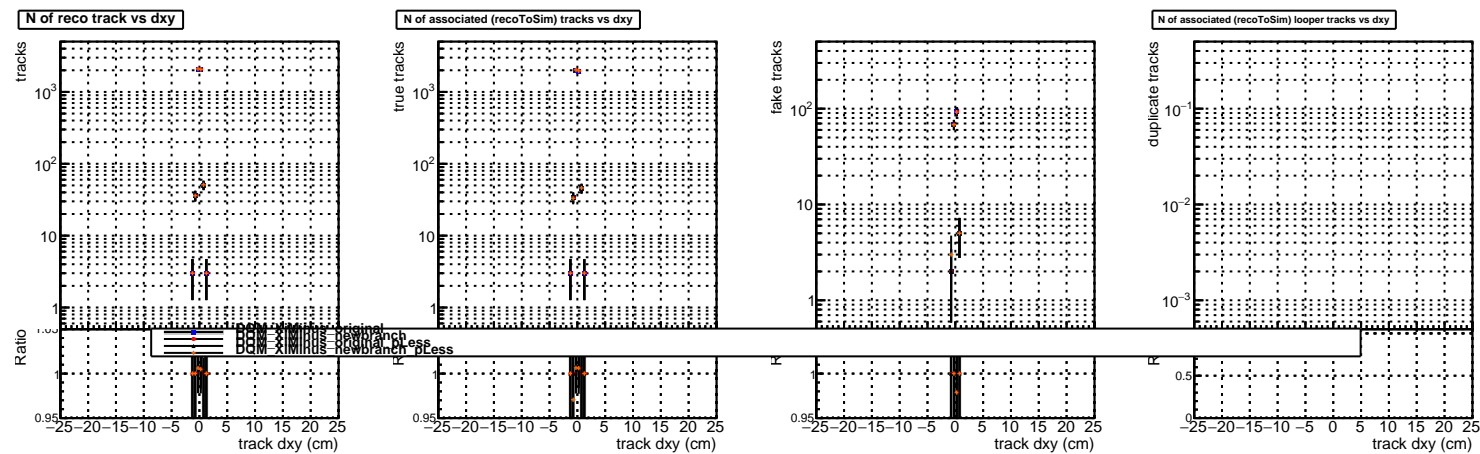 N of reco track vs dxy
tracks
10³
10²
10
1
Ratio
1.05
1
0.95
−25−20−15−10 −5 0 5 10 15 20 25
track dxy (cm)
N of associated (recoToSim) tracks vs dxy
true tracks
10³
10²
10
1
1
0.95
−25−20−15−10 −5 0 5 10 15 20 25
track dxy (cm)
fake tracks
10²
10
1
1
0.95
−25−20−15−10 −5 0 5 10 15 20 25
track dxy (cm)
N of associated (recoToSim) looper tracks vs dxy
duplicate tracks
10⁻¹
10⁻²
10⁻³
0.5
0
−25−20−15−10 −5 0 5 10 15 20 25
track dxy (cm)
DQM_XiMinus_original
DQM_XiMinus_newbranch
DQM_XiMinus_original_pLess
DQM_XiMinus_newbranch_pLess